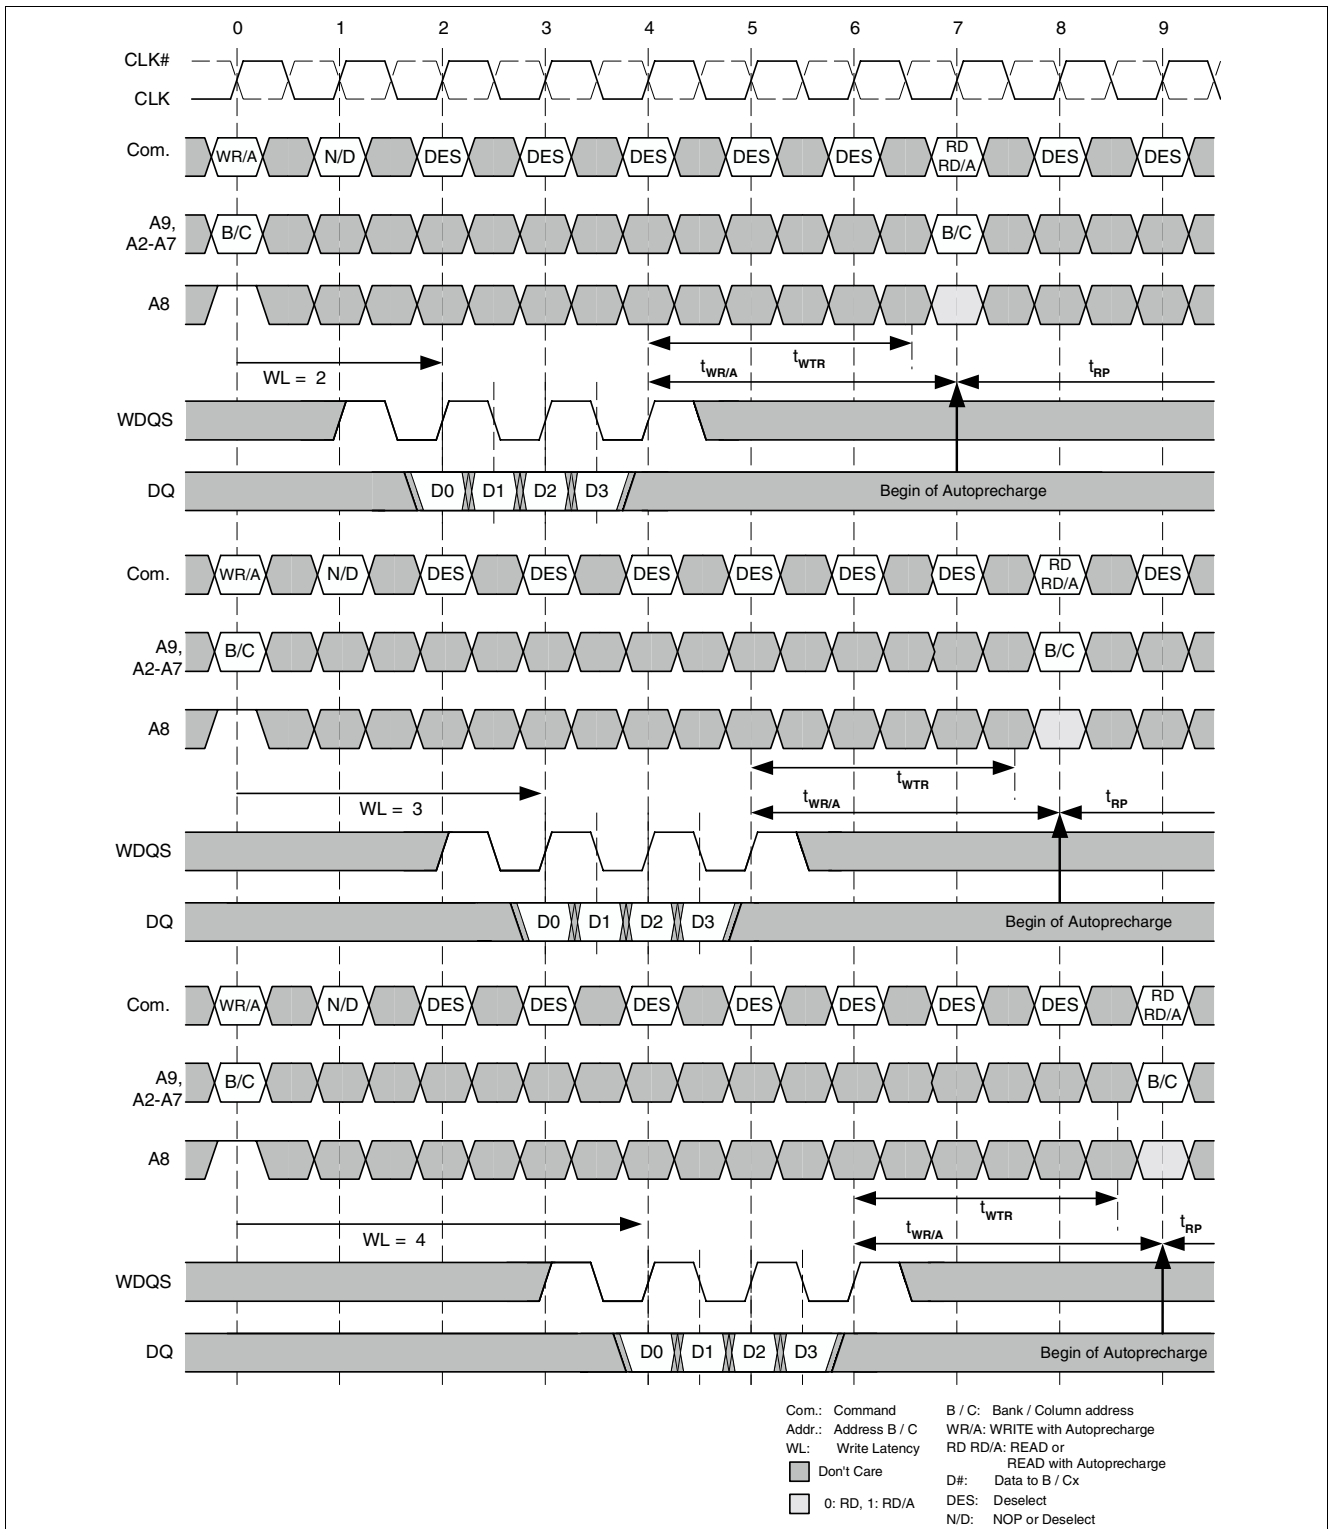 0 1 2 3 4 5 6 7 8 9
CLK#
CLK
Com. WR/A N/D DES DES DES DES DES RD RD/A DES DES
A9, A2-A7 B/C B/C
A8
WL = 2 tWR/A tWTR tRP
WDQS
DQ D0 D1 D2 D3 Begin of Autoprecharge
Com. WR/A N/D DES DES DES DES DES DES RD RD/A DES
A9, A2-A7 B/C B/C
A8
WL = 3 tWR/A tWTR tRP
WDQS
DQ D0 D1 D2 D3 Begin of Autoprecharge
Com. WR/A N/D DES DES DES DES DES DES DES RD RD/A
A9, A2-A7 B/C B/C
A8
WL = 4 tWR/A tWTR tRP
WDQS
DQ D0 D1 D2 D3 Begin of Autoprecharge
Com.: Command
Addr.: Address B / C
WL: Write Latency
Don't Care
0: RD, 1: RD/A
B / C: Bank / Column address
WR/A: WRITE with Autoprecharge
RD RD/A: READ or
READ with Autoprecharge
D#: Data to B / Cx
DES: Deselect
N/D: NOP or Deselect